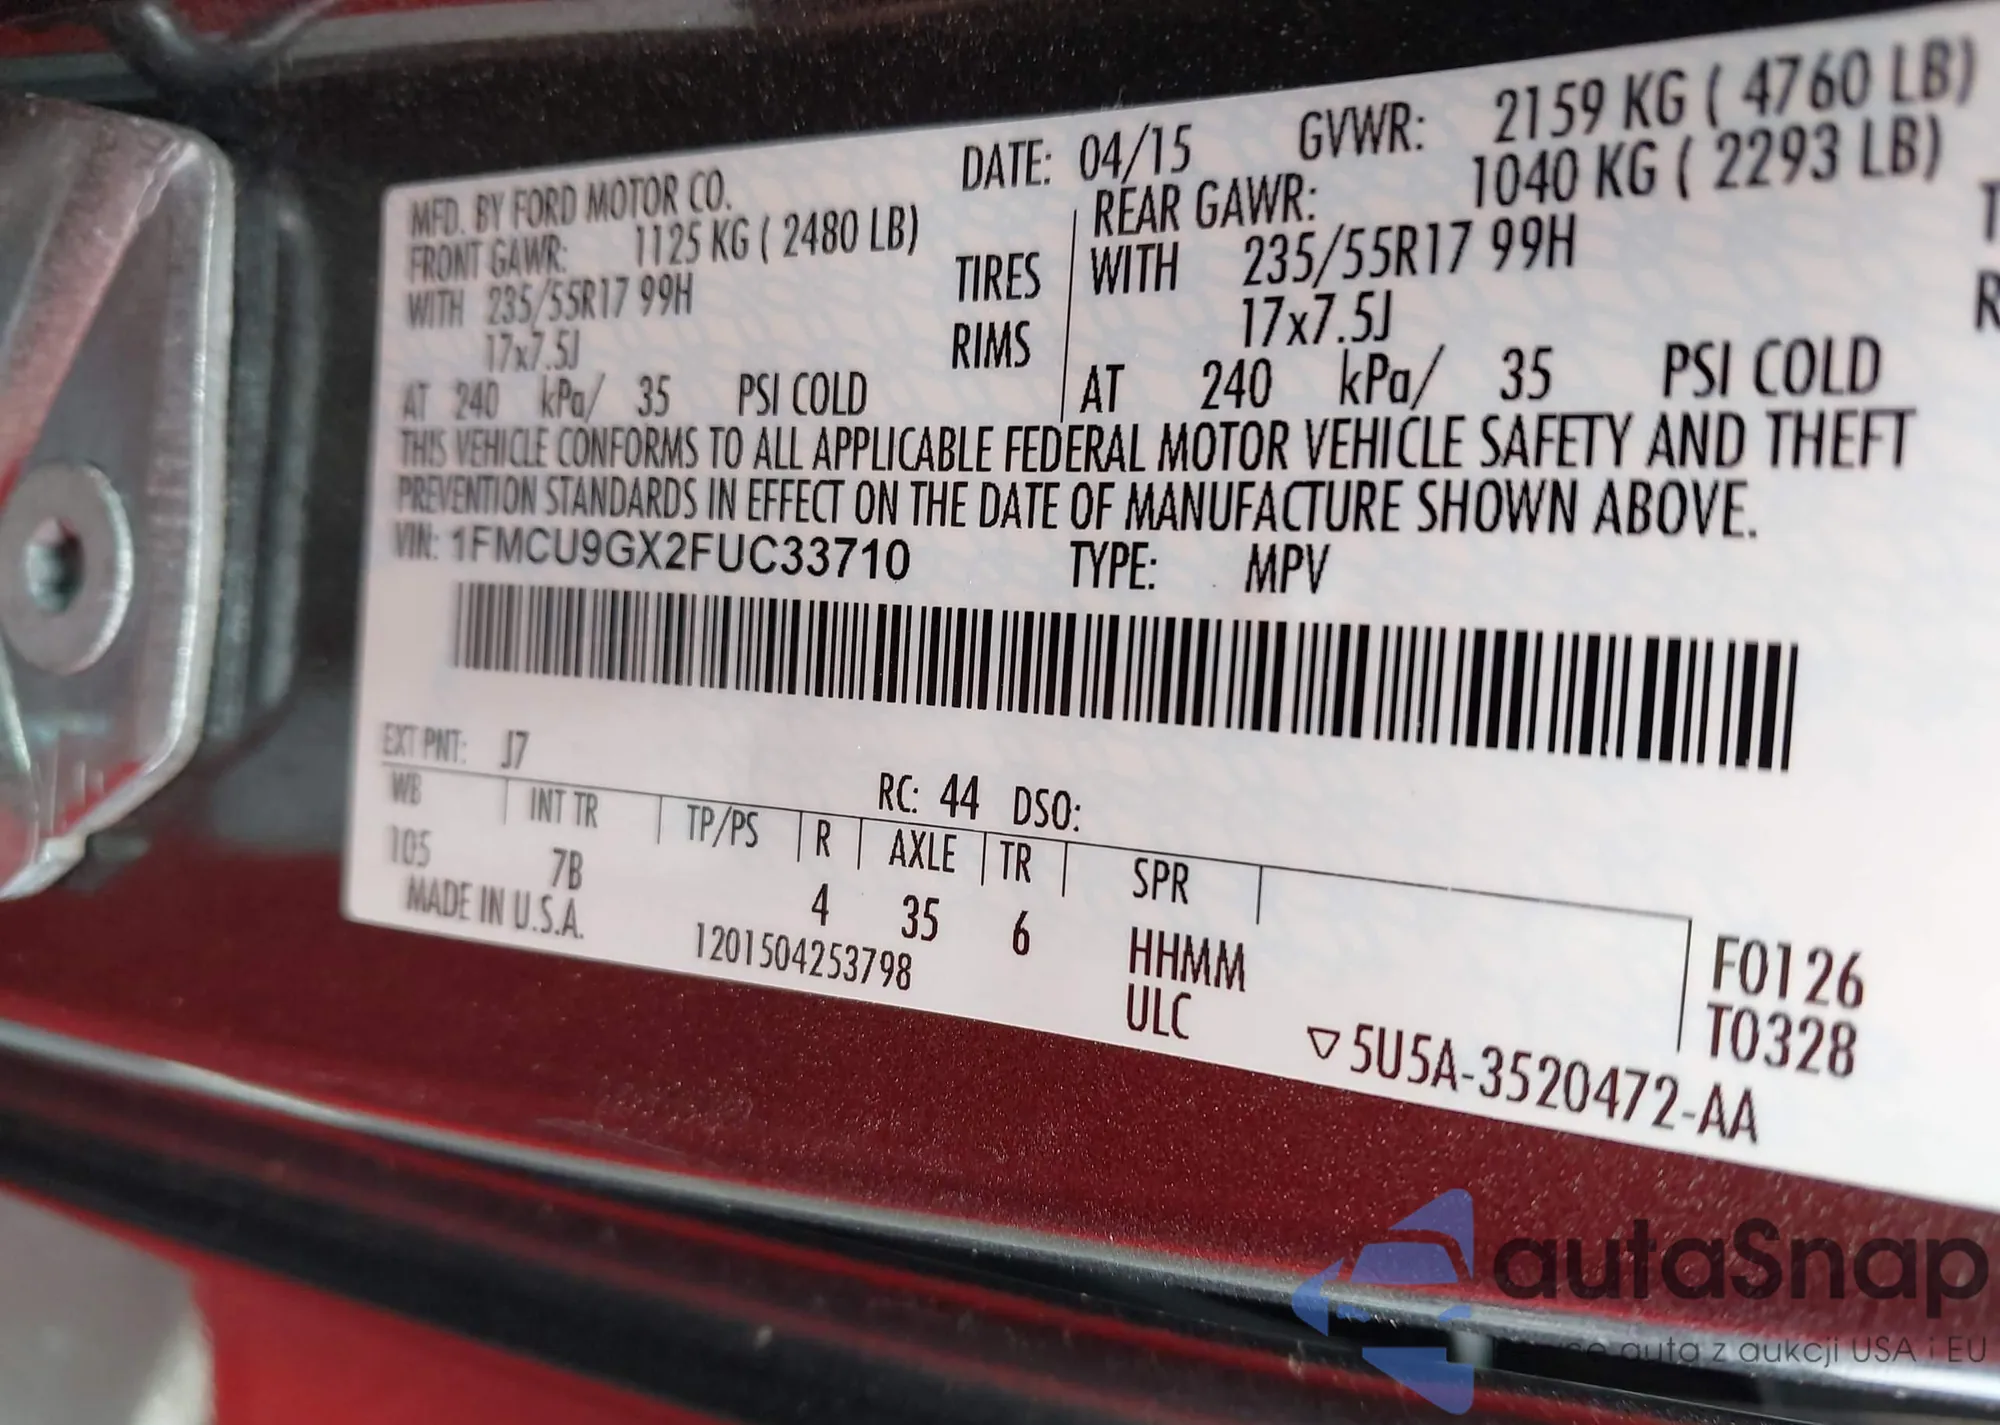 MFD. BY FORD MOTOR CO. DATE: 04/15 GVWR: 2159 KG ( 4760 LB)
FRONT GAWR: 1125 KG ( 2480 LB) REAR GAWR: 1040 KG ( 2293 LB)
WITH 235/55R17 99H TIRES WITH 235/55R17 99H
17x7.5J RIMS 17x7.5J
AT 240 kPa/ 35 PSI COLD AT 240 kPa/ 35 PSI COLD
THIS VEHICLE CONFORMS TO ALL APPLICABLE FEDERAL MOTOR VEHICLE SAFETY AND THEFT
PREVENTION STANDARDS IN EFFECT ON THE DATE OF MANUFACTURE SHOWN ABOVE.
VIN: 1FMCU9GX2FUC33710 TYPE: MPV
EXT PNT: J7 RC: 44 DSO:
WB INT TR TP/PS R AXLE TR SPR
105 7B 4 35 6 HHMM F0126
MADE IN U.S.A. 1201504253798 ULC T0328
▽5U5A-3520472-AA
autaSnap
auta z aukcji USA i EU